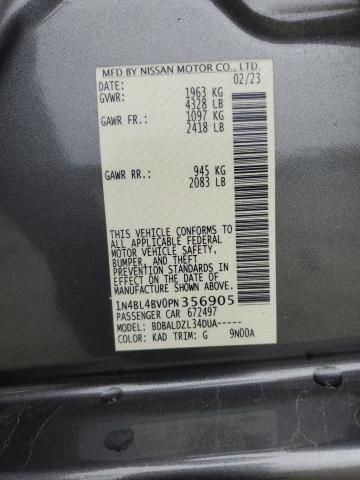 MFD BY NISSAN MOTOR CO., LTD.
DATE: 02/23
GVWR: 1963 KG
4328 LB
GAWR FR.: 1097 KG
2418 LB
GAWR RR.: 945 KG
2083 LB
THIS VEHICLE CONFORMS TO
ALL APPLICABLE FEDERAL
MOTOR VEHICLE SAFETY,
BUMPER, AND THEFT
PREVENTION STANDARDS IN
EFFECT ON THE DATE OF
MANUFACTURE SHOWN ABOVE.
1N4BL4BV0PN356905
PASSENGER CAR 672497
MODEL: BDBALDZL34DUA-----
COLOR: KAD TRIM: G 9N00A